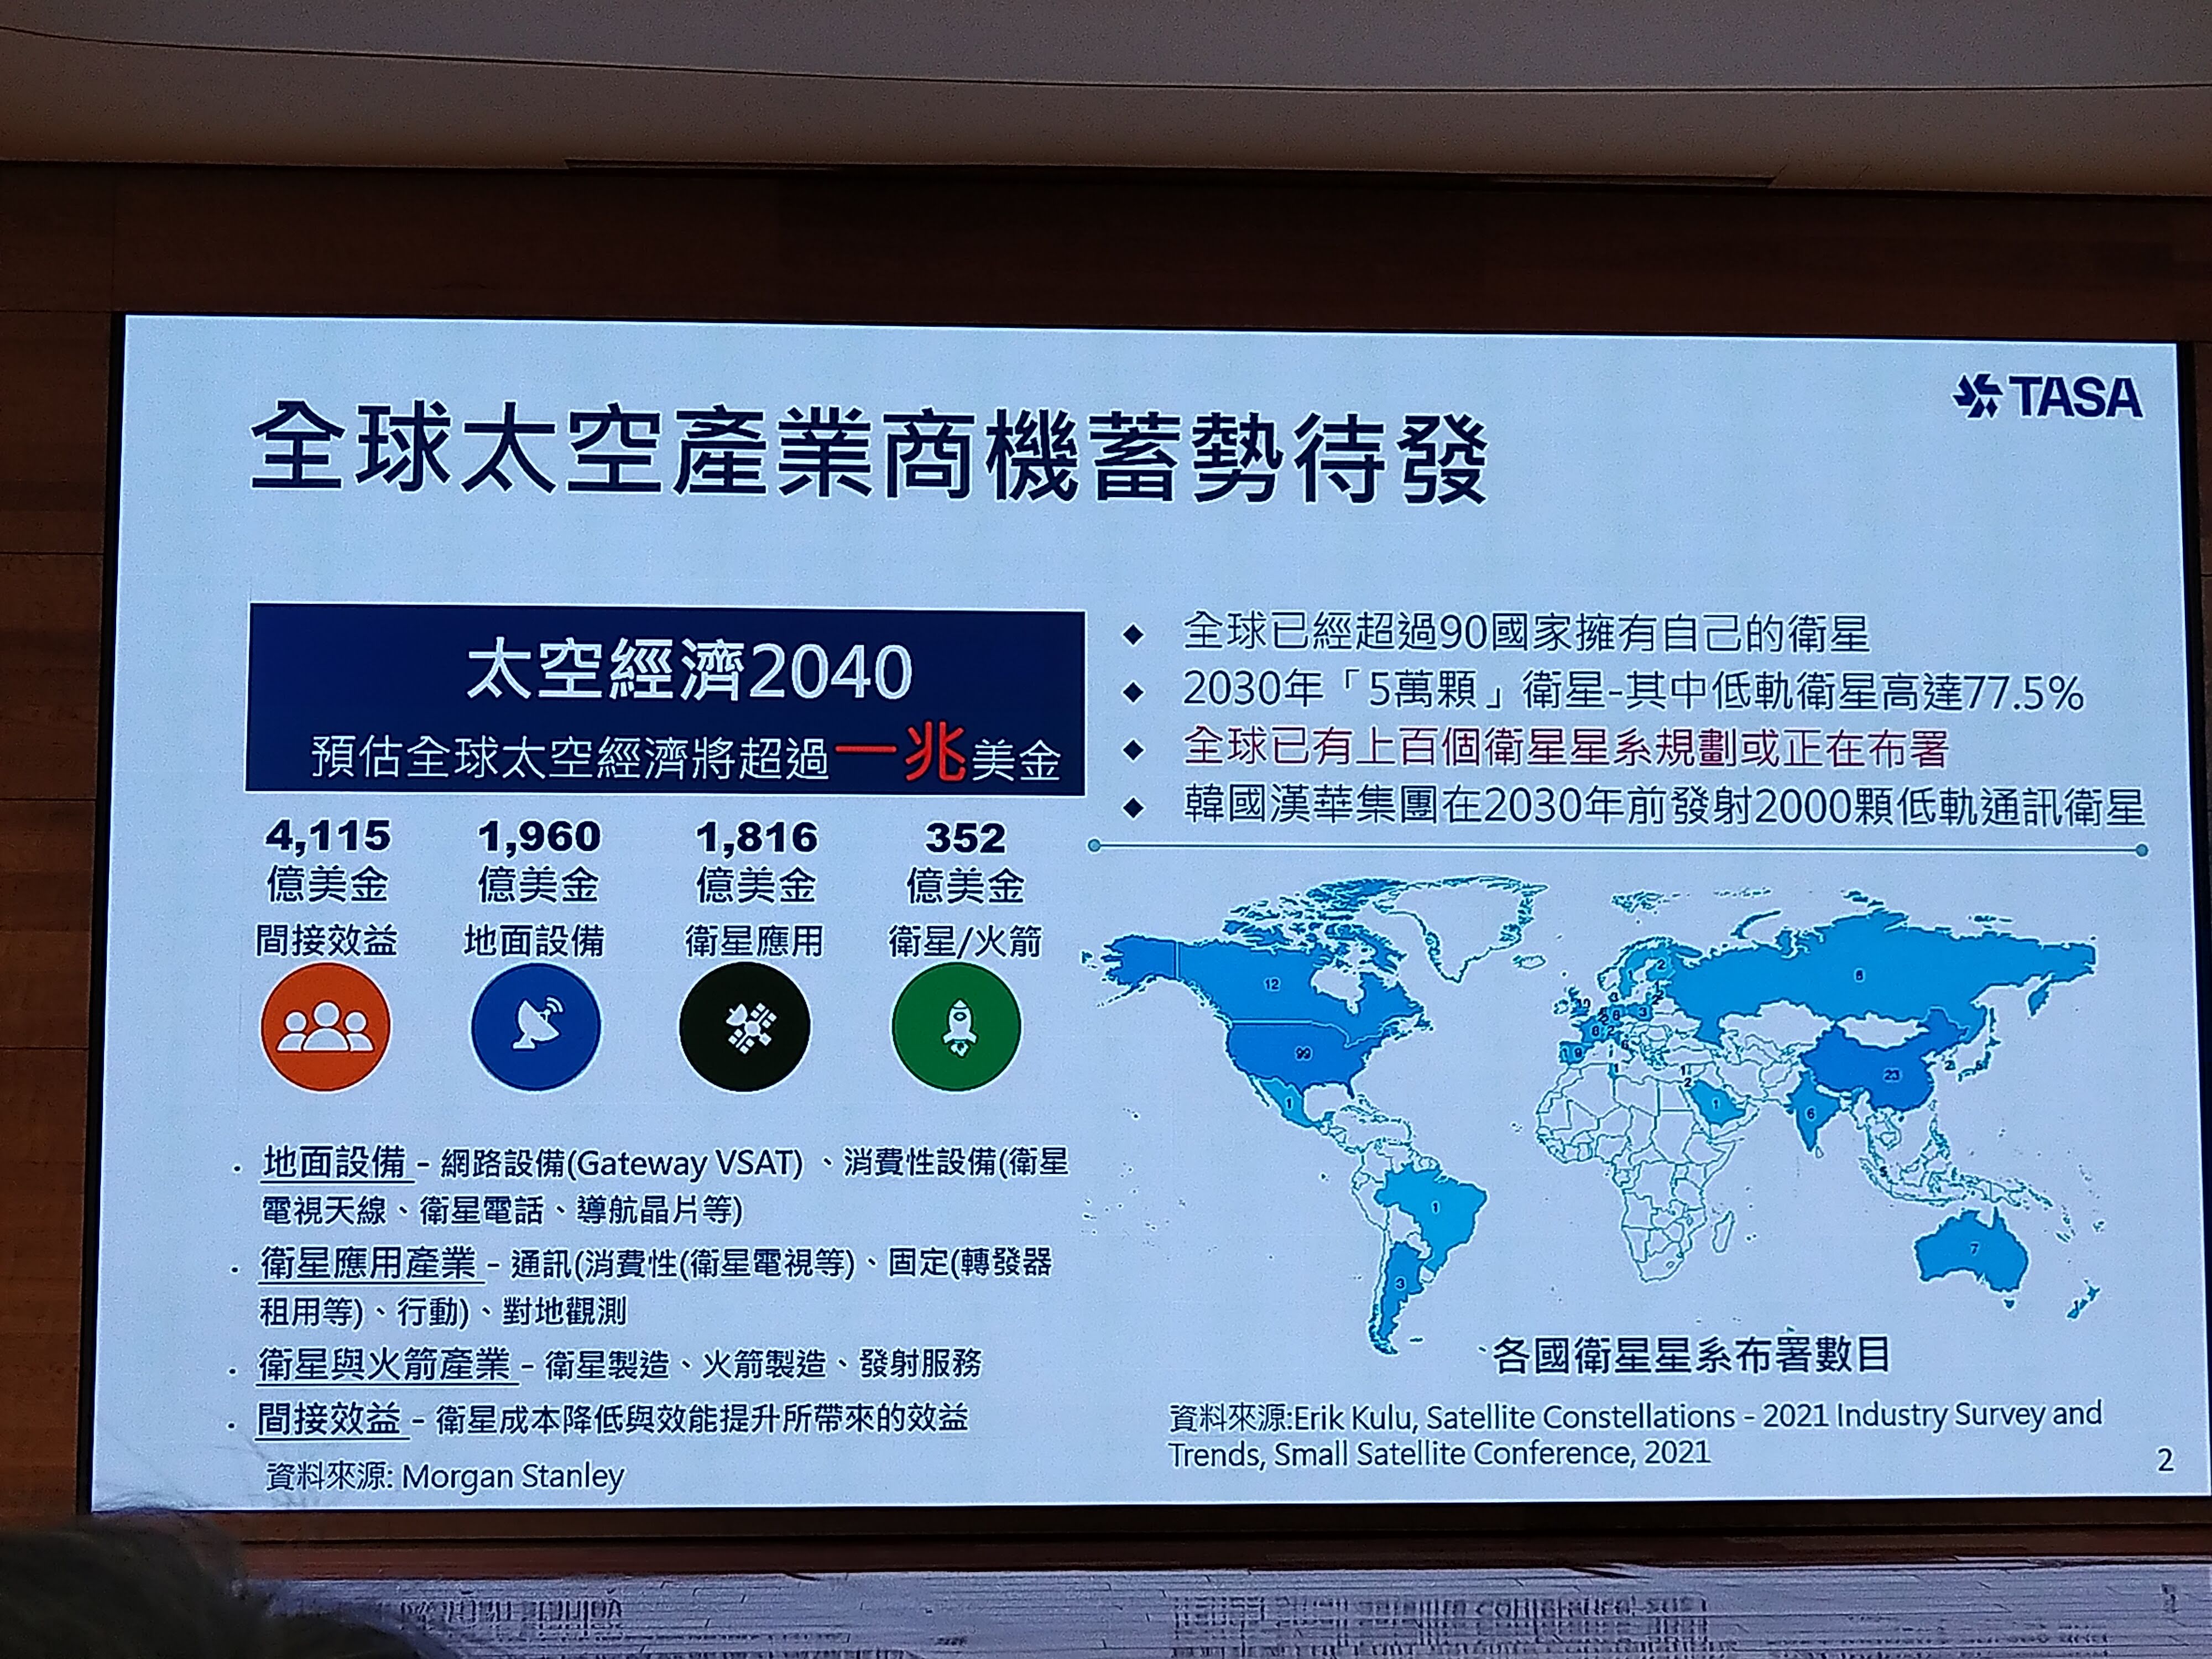 TASA
全球太空產業商機蓄勢待發
太空經濟2040
預估全球太空經濟將超過一兆美金
4,115
億美金
間接效益
1,960
億美金
地面設備
1,816
億美金
衛星應用
352
億美金
衛星/火箭
· 地面設備 - 網路設備(Gateway VSAT) 、消費性設備(衛星
電視天線、衛星電話、導航晶片等)
· 衛星應用產業 - 通訊(消費性(衛星電視等)、固定(轉發器
租用等)、行動)、對地觀測
· 衛星與火箭產業 - 衛星製造、火箭製造、發射服務
· 間接效益 - 衛星成本降低與效能提升所帶來的效益
資料來源: Morgan Stanley
◆ 全球已經超過90國家擁有自己的衛星
◆ 2030年「5萬顆」衛星-其中低軌衛星高達77.5%
◆ 全球已有上百個衛星星系規劃或正在布署
◆ 韓國漢華集團在2030年前發射2000顆低軌通訊衛星
12
99
1
1
3
23
6
1
7
各國衛星星系布署數目
資料來源:Erik Kulu, Satellite Constellations - 2021 Industry Survey and
Trends, Small Satellite Conference, 2021
2